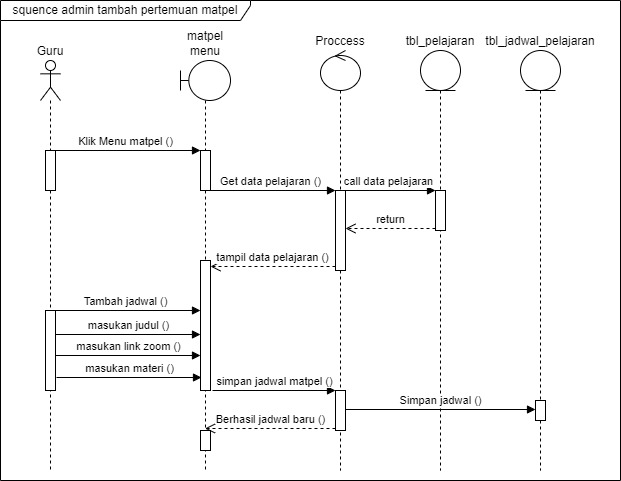 squence admin tambah pertemuan matpel
Guru
matpel
menu
Proccess
tbl_pelajaran
tbl_jadwal_pelajaran
Klik Menu matpel ()
Get data pelajaran ()
call data pelajaran
return
tampil data pelajaran ()
Tambah jadwal ()
masukan judul ()
masukan link zoom ()
masukan materi ()
simpan jadwal matpel ()
Simpan jadwal ()
Berhasil jadwal baru ()